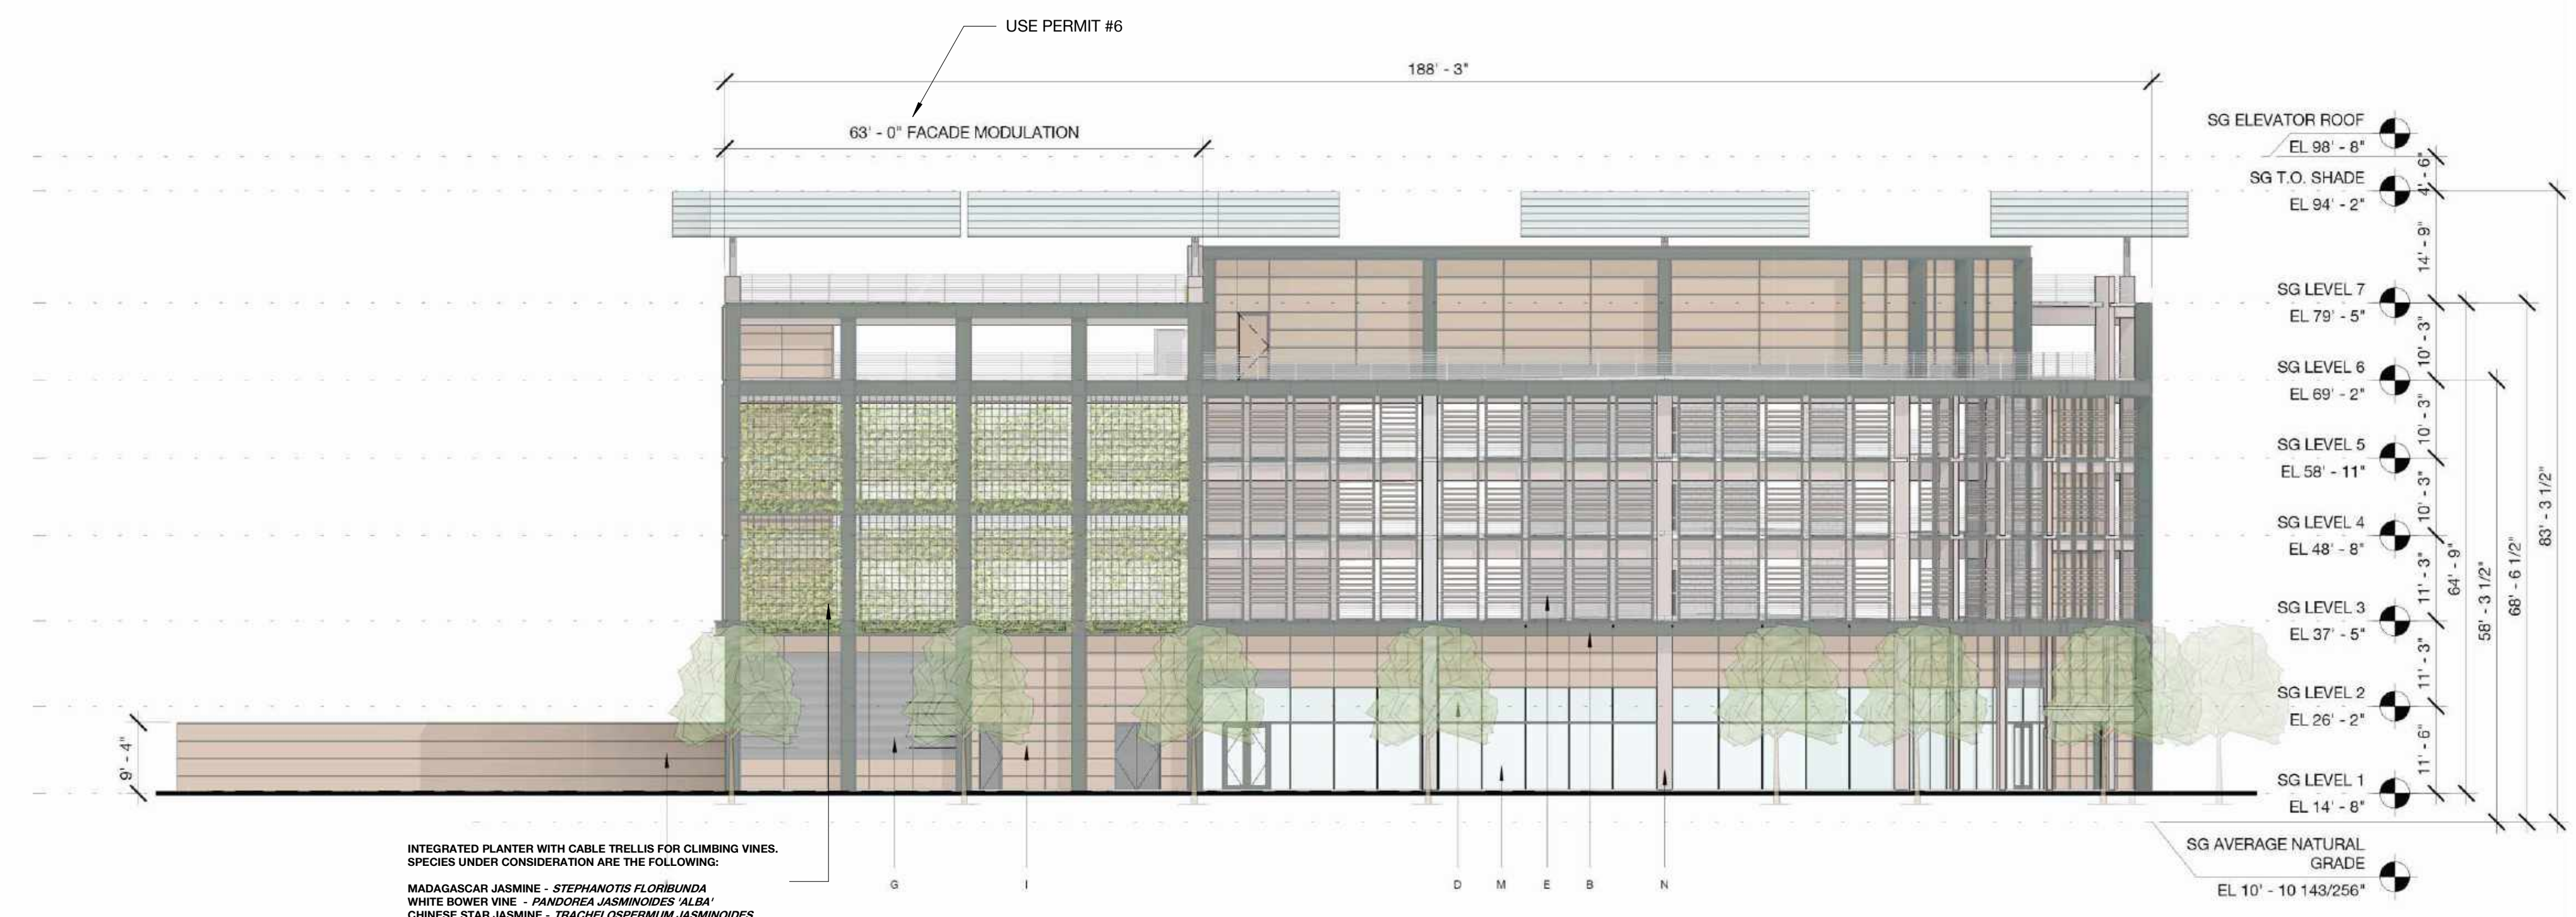 USE PERMIT #6
188' - 3"
63' - 0" FACADE MODULATION
SG ELEVATOR ROOF
EL 98' - 8"
4' - 6"
SG T.O. SHADE
EL 94' - 2"
14' - 9"
SG LEVEL 7
EL 79' - 5"
10' - 3"
SG LEVEL 6
EL 69' - 2"
10' - 3"
SG LEVEL 5
EL 58' - 11"
10' - 3"
SG LEVEL 4
EL 48' - 8"
11' - 3"
SG LEVEL 3
EL 37' - 5"
11' - 3"
SG LEVEL 2
EL 26' - 2"
11' - 6"
SG LEVEL 1
EL 14' - 8"
64' - 9"
58' - 3 1/2"
68' - 6 1/2"
83' - 3 1/2"
SG AVERAGE NATURAL
GRADE
EL 10' - 10 143/256"
9' - 4"
INTEGRATED PLANTER WITH CABLE TRELLIS FOR CLIMBING VINES.
SPECIES UNDER CONSIDERATION ARE THE FOLLOWING:
MADAGASCAR JASMINE - STEPHANOTIS FLORIBUNDA
WHITE BOWER VINE - PANDOREA JASMINOIDES 'ALBA'
CHINESE STAR JASMINE - TRACHELOSPERMUM JASMINOIDES
G
I
D
M
E
B
N